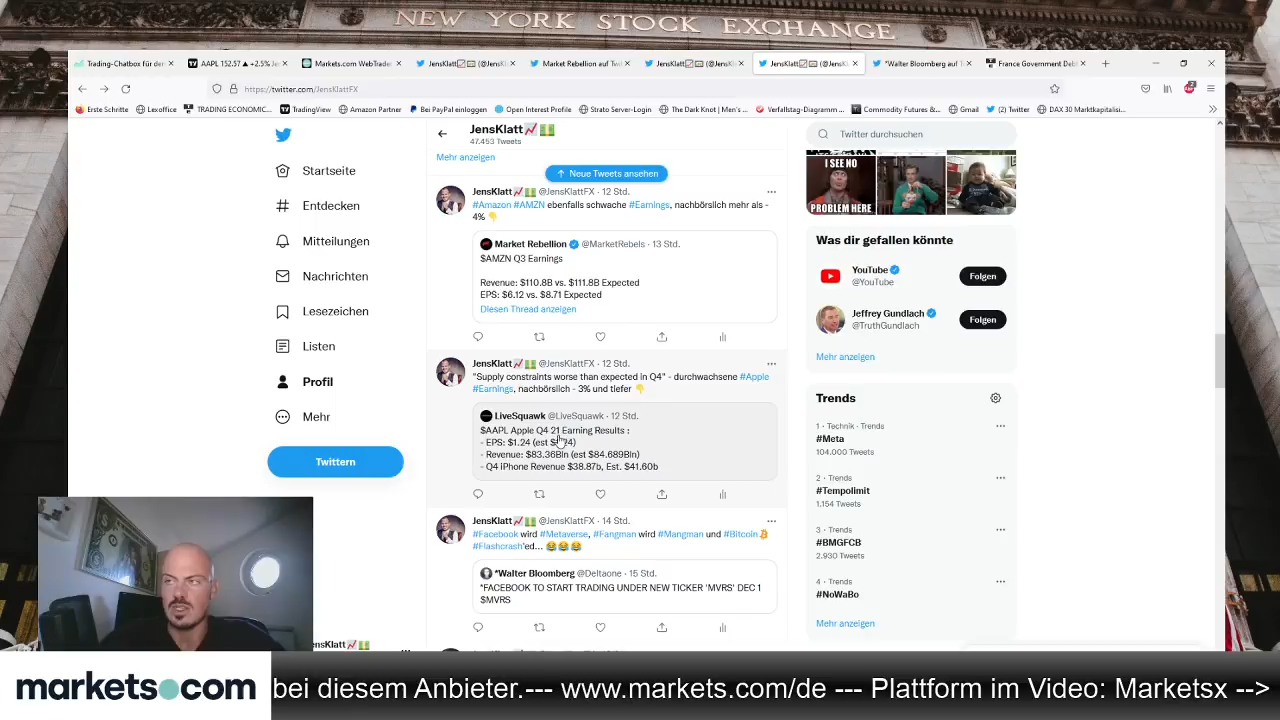 NEW YORK STOCK EXCHANGE
Trading-Chatbox für de
AAPL 152.57 ▲ +2.5%
Markets.com WebTrade
JensKlatt📈💵 (@JensKl
Market Rebellion auf Twi
JensKlatt📈💵 (@JensKl
JensKlatt📈💵 (@JensKl
*Walter Bloomberg auf
France Government Deb
https://twitter.com/JensKlattFX
Erste Schritte
Lexoffice
TRADING ECONOMIC...
TradingView
Amazon Partner
Bei PayPal einloggen
Open Interest Profile
Strato Server-Login
The Dark Knot | Men's ...
Verfallstag-Diagramm ...
Commodity Futures &...
Gmail
(2) Twitter
DAX 30 Marktkapitalisi...
JensKlatt📈💵
47.453 Tweets
Twitter durchsuchen
Startseite
Entdecken
Mitteilungen
Nachrichten
Lesezeichen
Listen
Profil
Mehr
Twittern
Mehr anzeigen
↑ Neue Tweets ansehen
JensKlatt📈💵 @JensKlattFX · 12 Std.
#Amazon #AMZN ebenfalls schwache #Earnings, nachbörslich mehr als -
4% 👇
Market Rebellion @MarketRebels · 13 Std.
$AMZN Q3 Earnings
Revenue: $110.8B vs. $111.8B Expected
EPS: $6.12 vs. $8.71 Expected
Diesen Thread anzeigen
JensKlatt📈💵 @JensKlattFX · 12 Std.
"Supply constraints worse than expected in Q4" - durchwachsene #Apple
#Earnings, nachbörslich - 3% und tiefer 👇
LiveSquawk @LiveSquawk · 12 Std.
$AAPL Apple Q4 21 Earning Results :
- EPS: $1.24 (est
- Revenue: $83.36Bln (est $84.689Bln)
- Q4 iPhone Revenue $38.87b, Est. $41.60b
JensKlatt📈💵 @JensKlattFX · 14 Std.
#Facebook wird #Metaverse, #Fangman wird #Mangman und #Bitcoin
#Flashcrash'ed... 😂😂😂
*Walter Bloomberg @Deltaone · 15 Std.
*FACEBOOK TO START TRADING UNDER NEW TICKER 'MVRS' DEC 1
$MVRS
I SEE NO
PROBLEM HERE
Was dir gefallen könnte
YouTube
@YouTube
Folgen
Jeffrey Gundlach
@TruthGundlach
Folgen
Mehr anzeigen
Trends
1 · Technik · Trends
#Meta
104.000 Tweets
2 · Trends
#Tempolimit
1.154 Tweets
3 · Trends
#BMGFCB
2.930 Tweets
4 · Trends
#NoWaBo
Mehr anzeigen
JensKlatt📈💵
markets.com
bei diesem Anbieter.--- www.markets.com/de --- Plattform im Video: Marketsx -->